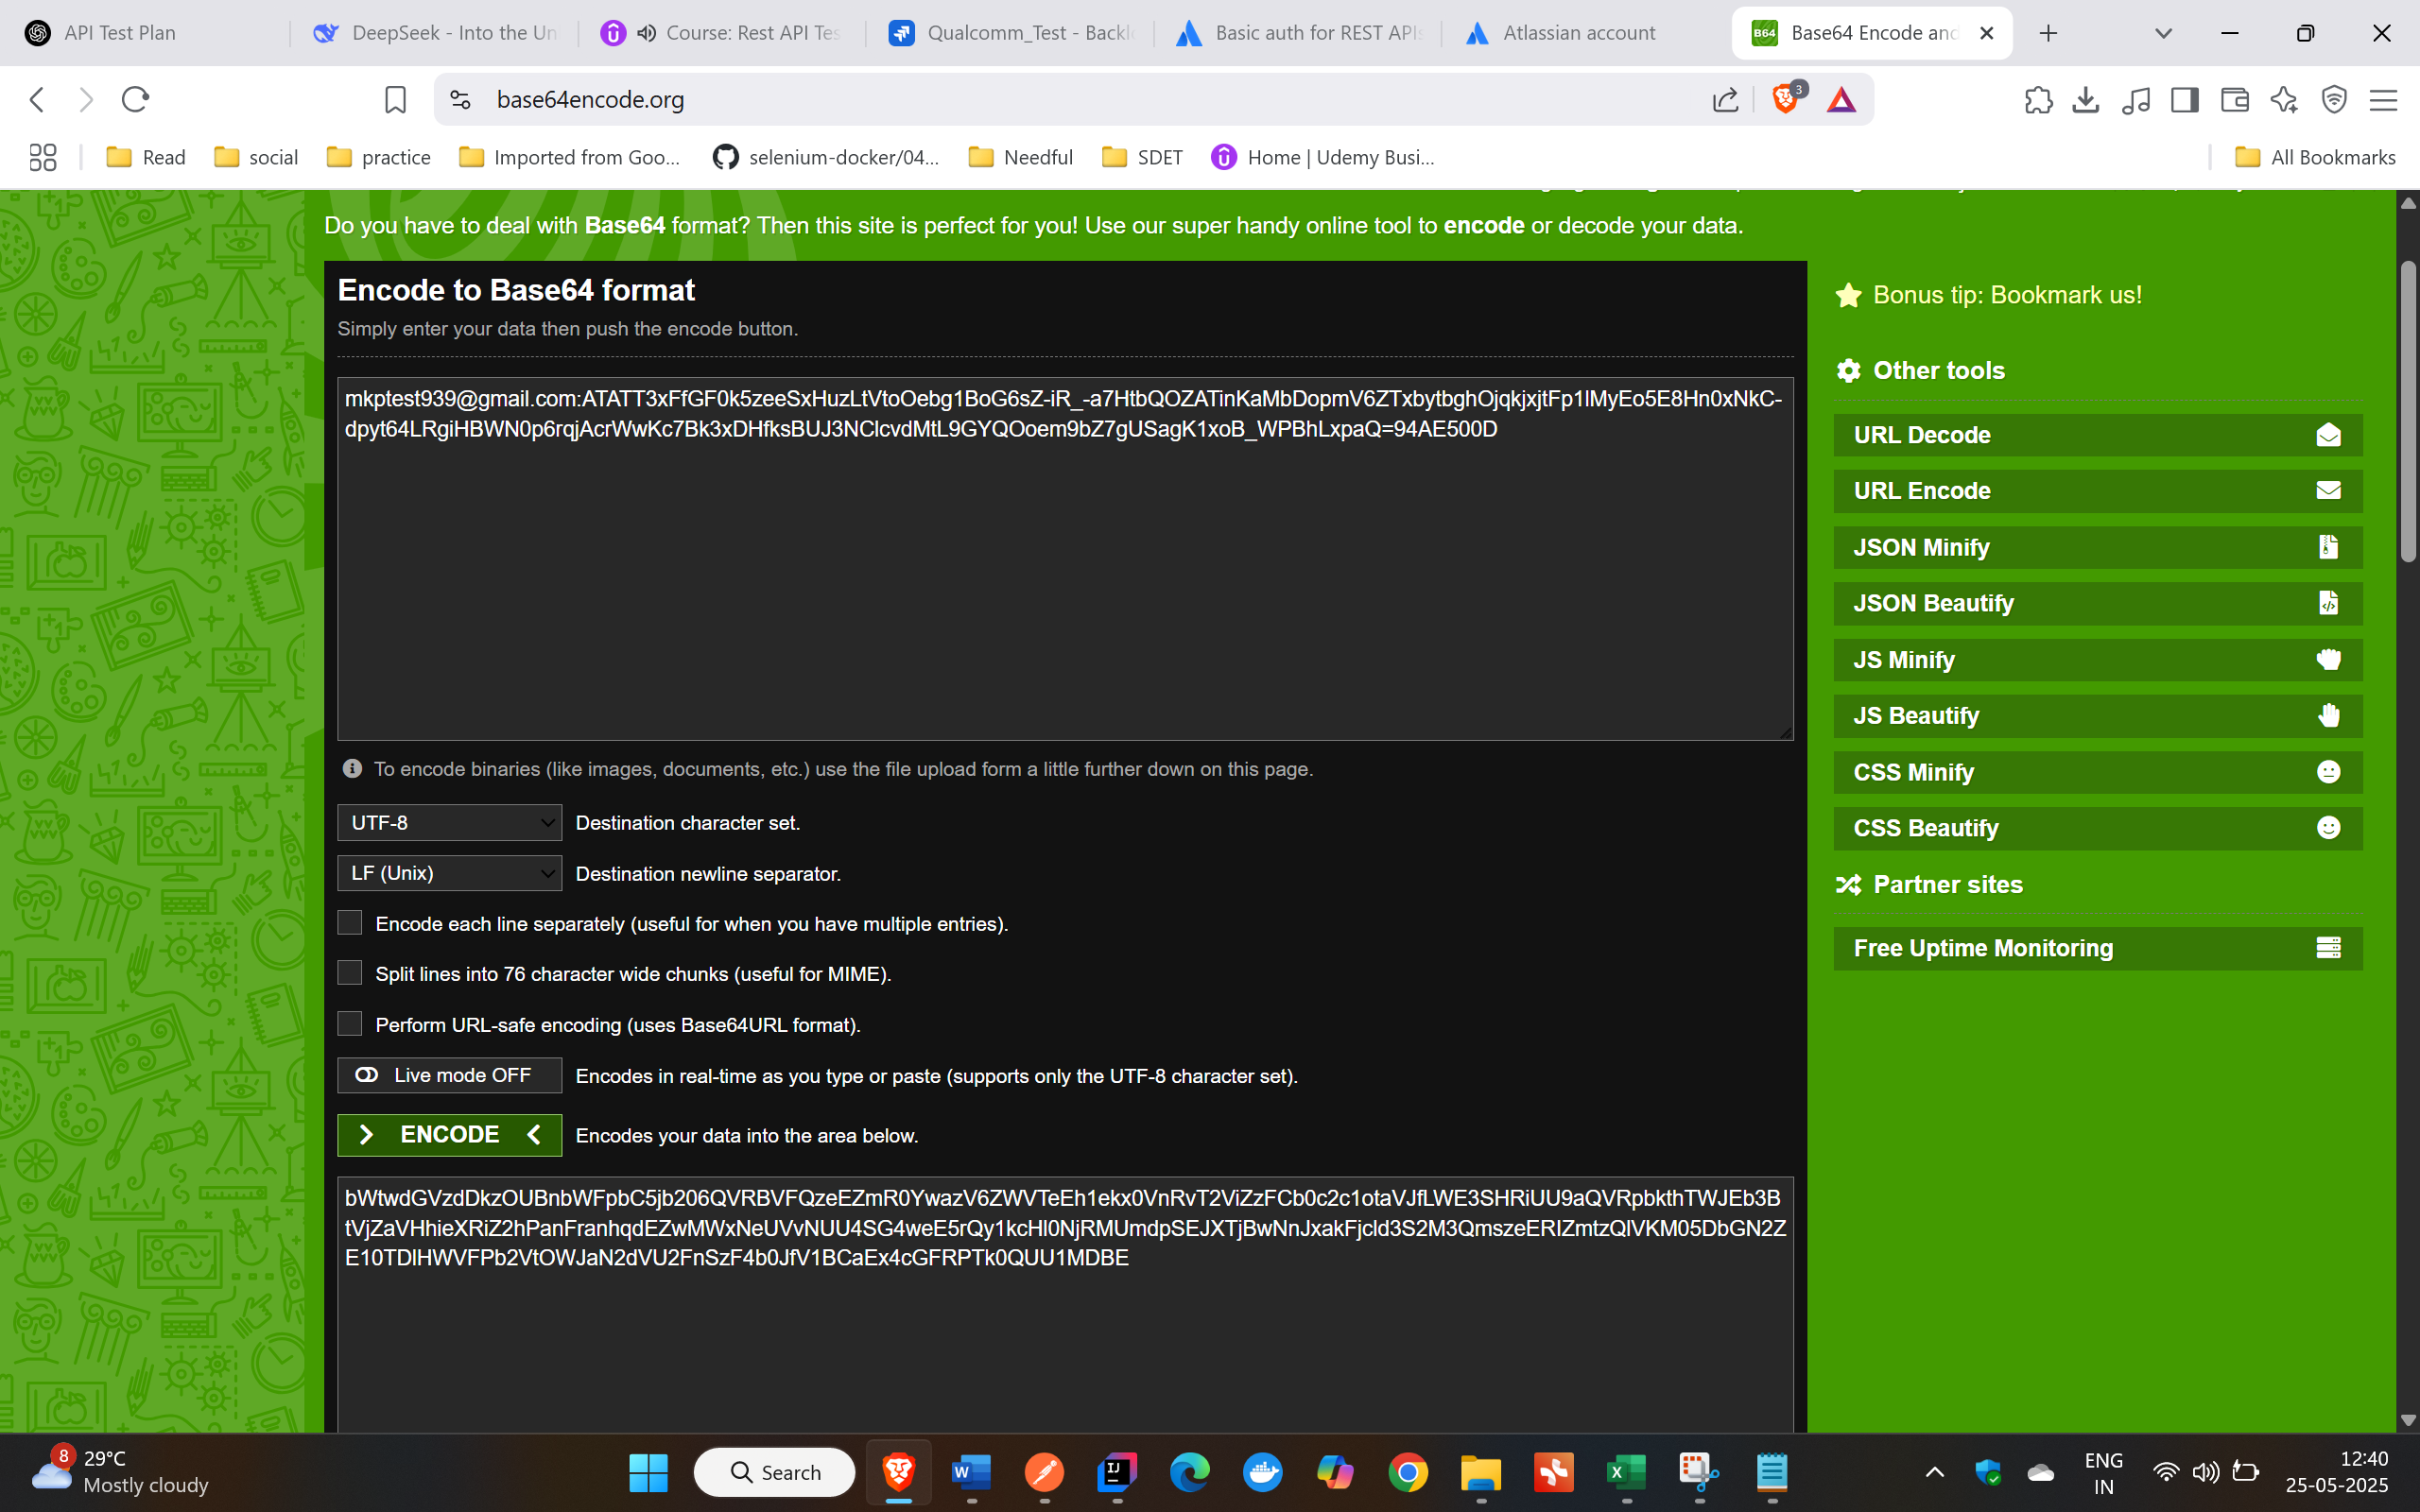 API Test Plan
DeepSeek - Into the Un
Course: Rest API Tes
Qualcomm_Test - Backl
Basic auth for REST APIs
Atlassian account
B64
Base64 Encode and
base64encode.org
3
Read
social
practice
Imported from Goo...
selenium-docker/04...
Needful
SDET
Home | Udemy Busi...
All Bookmarks
Do you have to deal with Base64 format? Then this site is perfect for you! Use our super handy online tool to encode or decode your data.
Encode to Base64 format
Simply enter your data then push the encode button.
mkptest939@gmail.com:
To encode binaries (like images, documents, etc.) use the file upload form a little further down on this page.
UTF-8
Destination character set.
LF (Unix)
Destination newline separator.
Encode each line separately (useful for when you have multiple entries).
Split lines into 76 character wide chunks (useful for MIME).
Perform URL-safe encoding (uses Base64URL format).
Live mode OFF
Encodes in real-time as you type or paste (supports only the UTF-8 character set).
ENCODE
Encodes your data into the area below.
Bonus tip: Bookmark us!
Other tools
URL Decode
URL Encode
JSON Minify
JSON Beautify
JS Minify
JS Beautify
CSS Minify
CSS Beautify
Partner sites
Free Uptime Monitoring
8
29°C
Mostly cloudy
Search
ENG
IN
12:40
25-05-2025